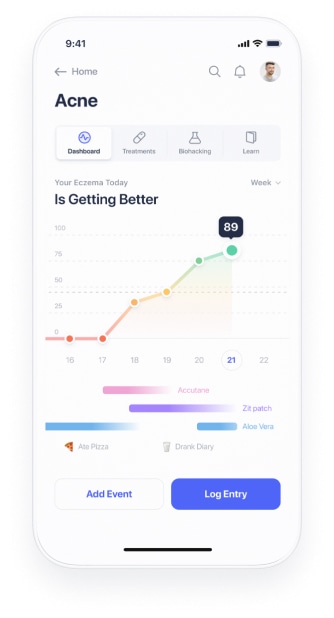 9:41
Home
Acne
Dashboard Treatments Biohacking Learn
Your Eczema Today Week
Is Getting Better
89
100
75
50
25
0
16 17 18 19 20 21 22
Accutane
Zit patch
Aloe Vera
Ate Pizza Drank Diary
Add Event Log Entry